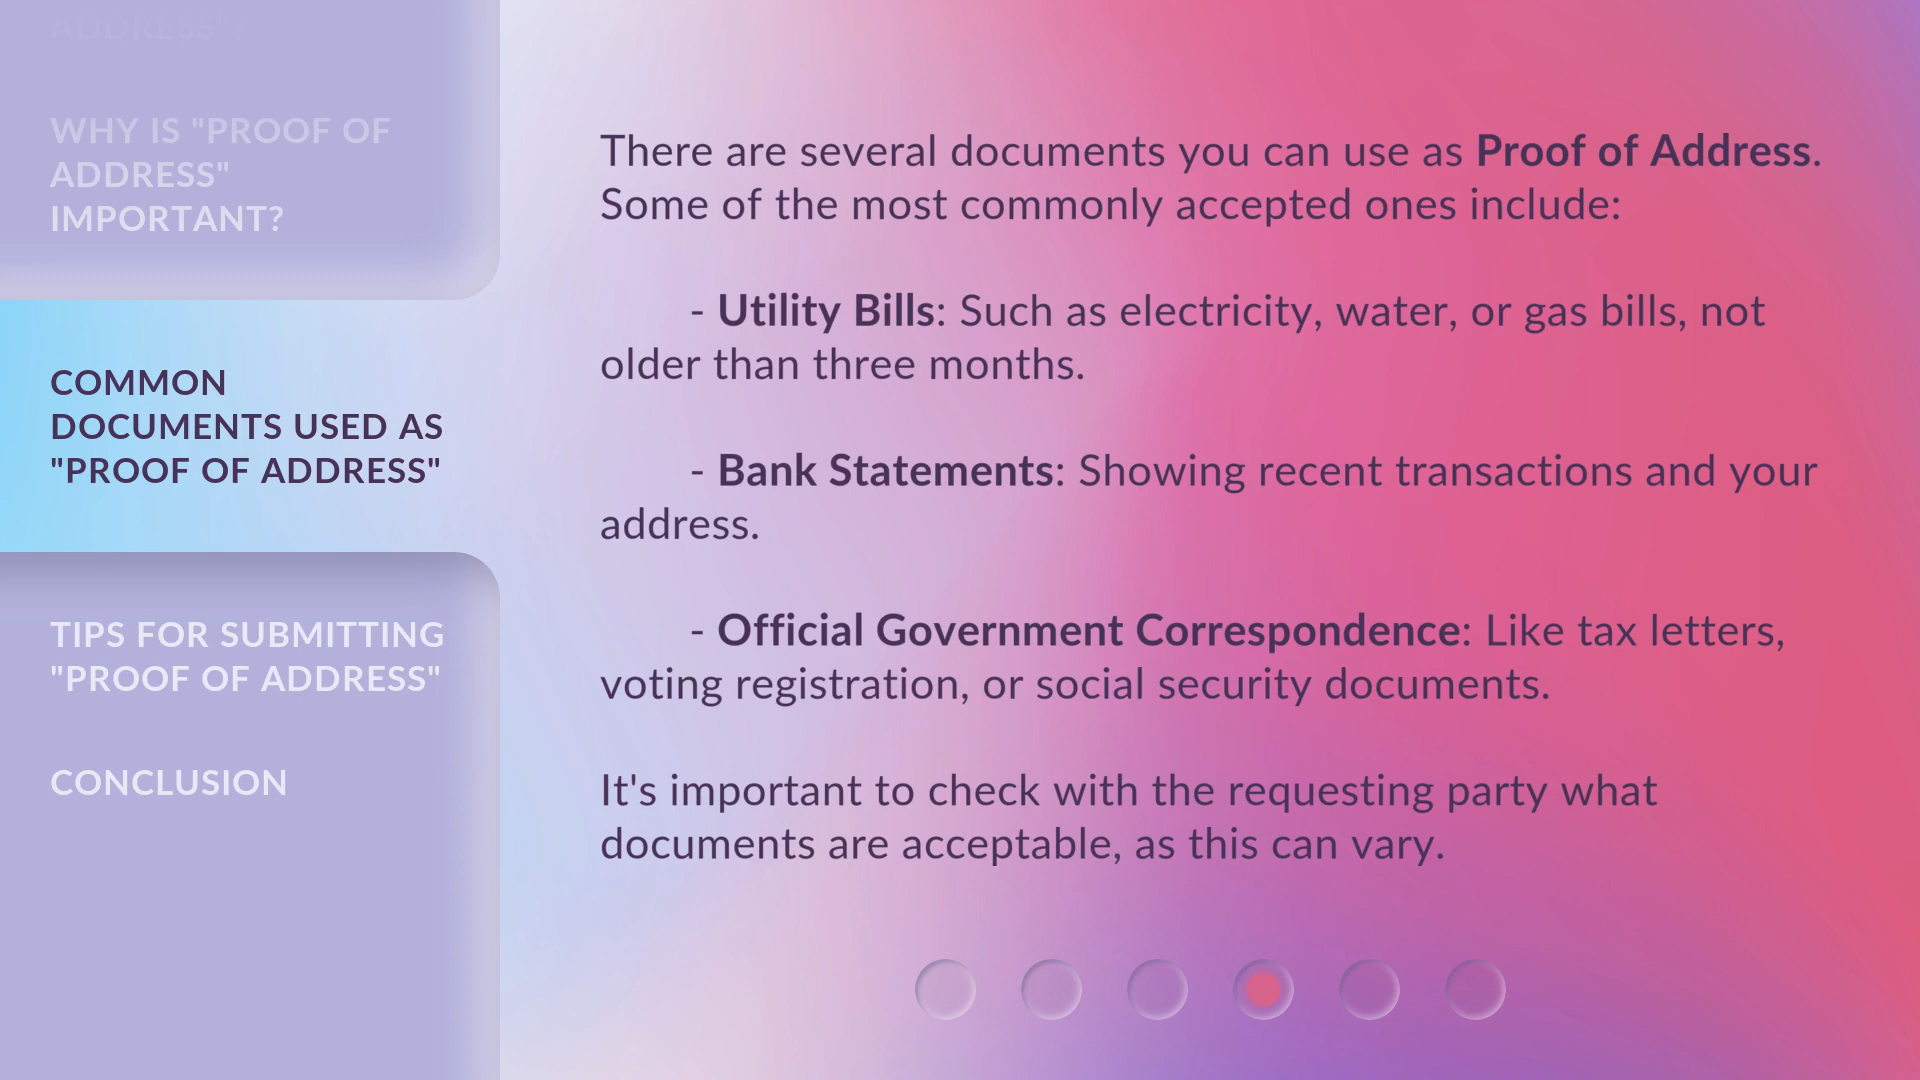 ADDRESS"?
WHY IS "PROOF OF
ADDRESS"
IMPORTANT?
COMMON
DOCUMENTS USED AS
"PROOF OF ADDRESS"
TIPS FOR SUBMITTING
"PROOF OF ADDRESS"
CONCLUSION
There are several documents you can use as Proof of Address.
Some of the most commonly accepted ones include:
- Utility Bills: Such as electricity, water, or gas bills, not
older than three months.
- Bank Statements: Showing recent transactions and your
address.
- Official Government Correspondence: Like tax letters,
voting registration, or social security documents.
It's important to check with the requesting party what
documents are acceptable, as this can vary.